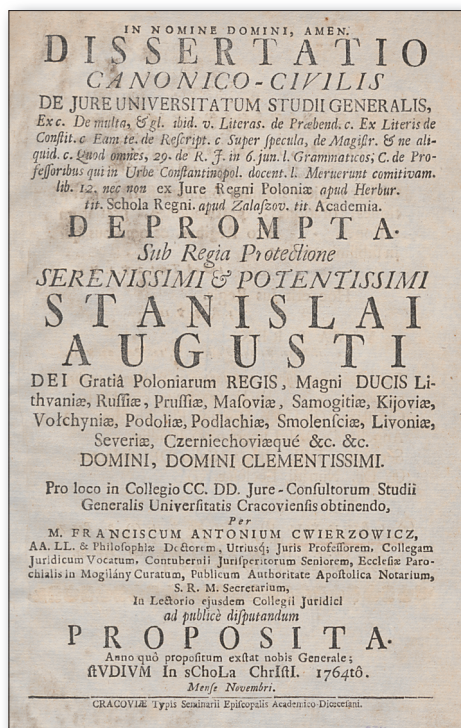 IN NOMINE DOMINI, AMEN.
DISSERTATIO
CANONICO-CIVILIS
DE JURE UNIVERSITATUM STUDII GENERALIS,
Ex c. De multa, & gl. ibid. v. Literas. de Præbend. c. Ex Literis de
Constit. c Eam te. de Rescript. c Super specula, de Magistr. & ne ali-
quid. c. Quod omnes, 29. de R. J. in 6. jun. l. Grammaticos; C. de Pro-
fessoribus qui in Urbe Constantinopol. docent. l. Meruerunt comitivam.
lib. 12. nec non ex Jure Regni Poloniæ apud Herbur.
tit. Schola Regni. apud Zalaszov. tit Academia.
DEPROMPTA.
Sub Regia Protectione
SERENISSIMI & POTENTISSIMI
STANISLAI
AUGUSTI
DEI Gratiâ Poloniarum REGIS, Magni DUCIS Li-
thvaniæ, Russiæ, Prussiæ, Masoviæ, Samogitiæ, Kijoviæ,
Vołchyniæ, Podoliæ, Podlachiæ, Smolensciæ, Livoniæ,
Severiæ, Czerniechoviæqué &c. &c.
DOMINI, DOMINI CLEMENTISSIMI.
Pro loco in Collegio CC. DD. Jure-Consultorum Studii
Generalis Universitatis Cracoviensis obtinendo,
Per
M. FRANCISCUM ANTONIUM CWIERZOWICZ,
AA. LL. & Philosophiæ Doctorem, Utriusq; Juris Professorem, Collegam
Juridicum Vocatum, Contubernii Jurisperitorum Seniorem, Ecclesiæ Paro-
chialis in Mogilány Curatum, Publicum Authoritate Apostolica Notarium,
S. R. M. Secretarium,
In Lectorio ejusdem Collegii Juridici
ad publicè disputandum
PROPOSITA.
Anno quô propositum exstat nobis Generale;
stVDIVM In sChoLa ChrIstI. 1764tô.
Mense Novembri.
CRACOVIÆ Typis Seminarii Episcopalis Academico-Diœcesani.